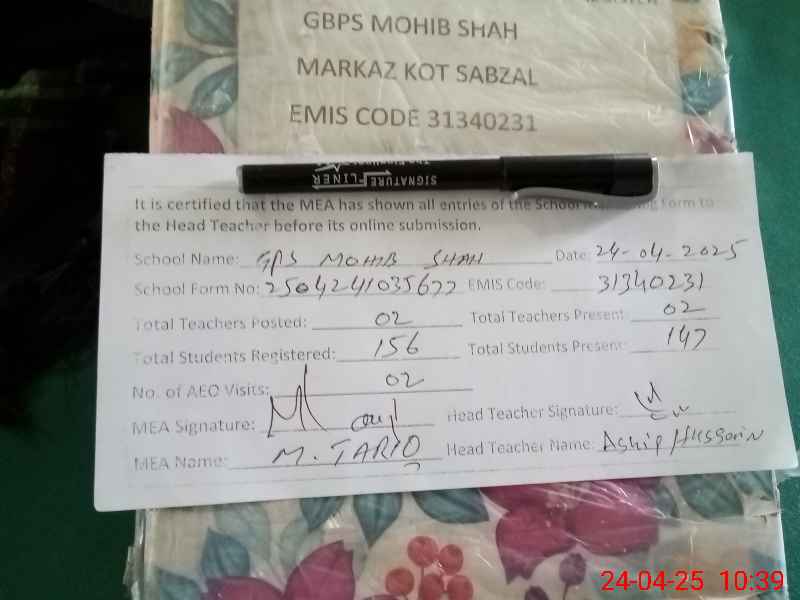 GBPS MOHIB SHAH
MARKAZ KOT SABZAL
EMIS CODE 31340231
SIGNATURE LINER
It is certified that the MEA has shown all entries of the School Form to
the Head Teacher before its online submission.
School Name: GPS MOHIB SHAH Date: 24-04-2025
School Form No: 2504241035677 EMIS Code: 31340231
Total Teachers Posted: 02 Total Teachers Present: 02
Total Students Registered: 156 Total Students Present: 147
No. of AEO Visits: 02
MEA Signature: Head Teacher Signature:
MEA Name: M. TARIQ Head Teacher Name: Ashiq Hussain
24-04-25 10:39